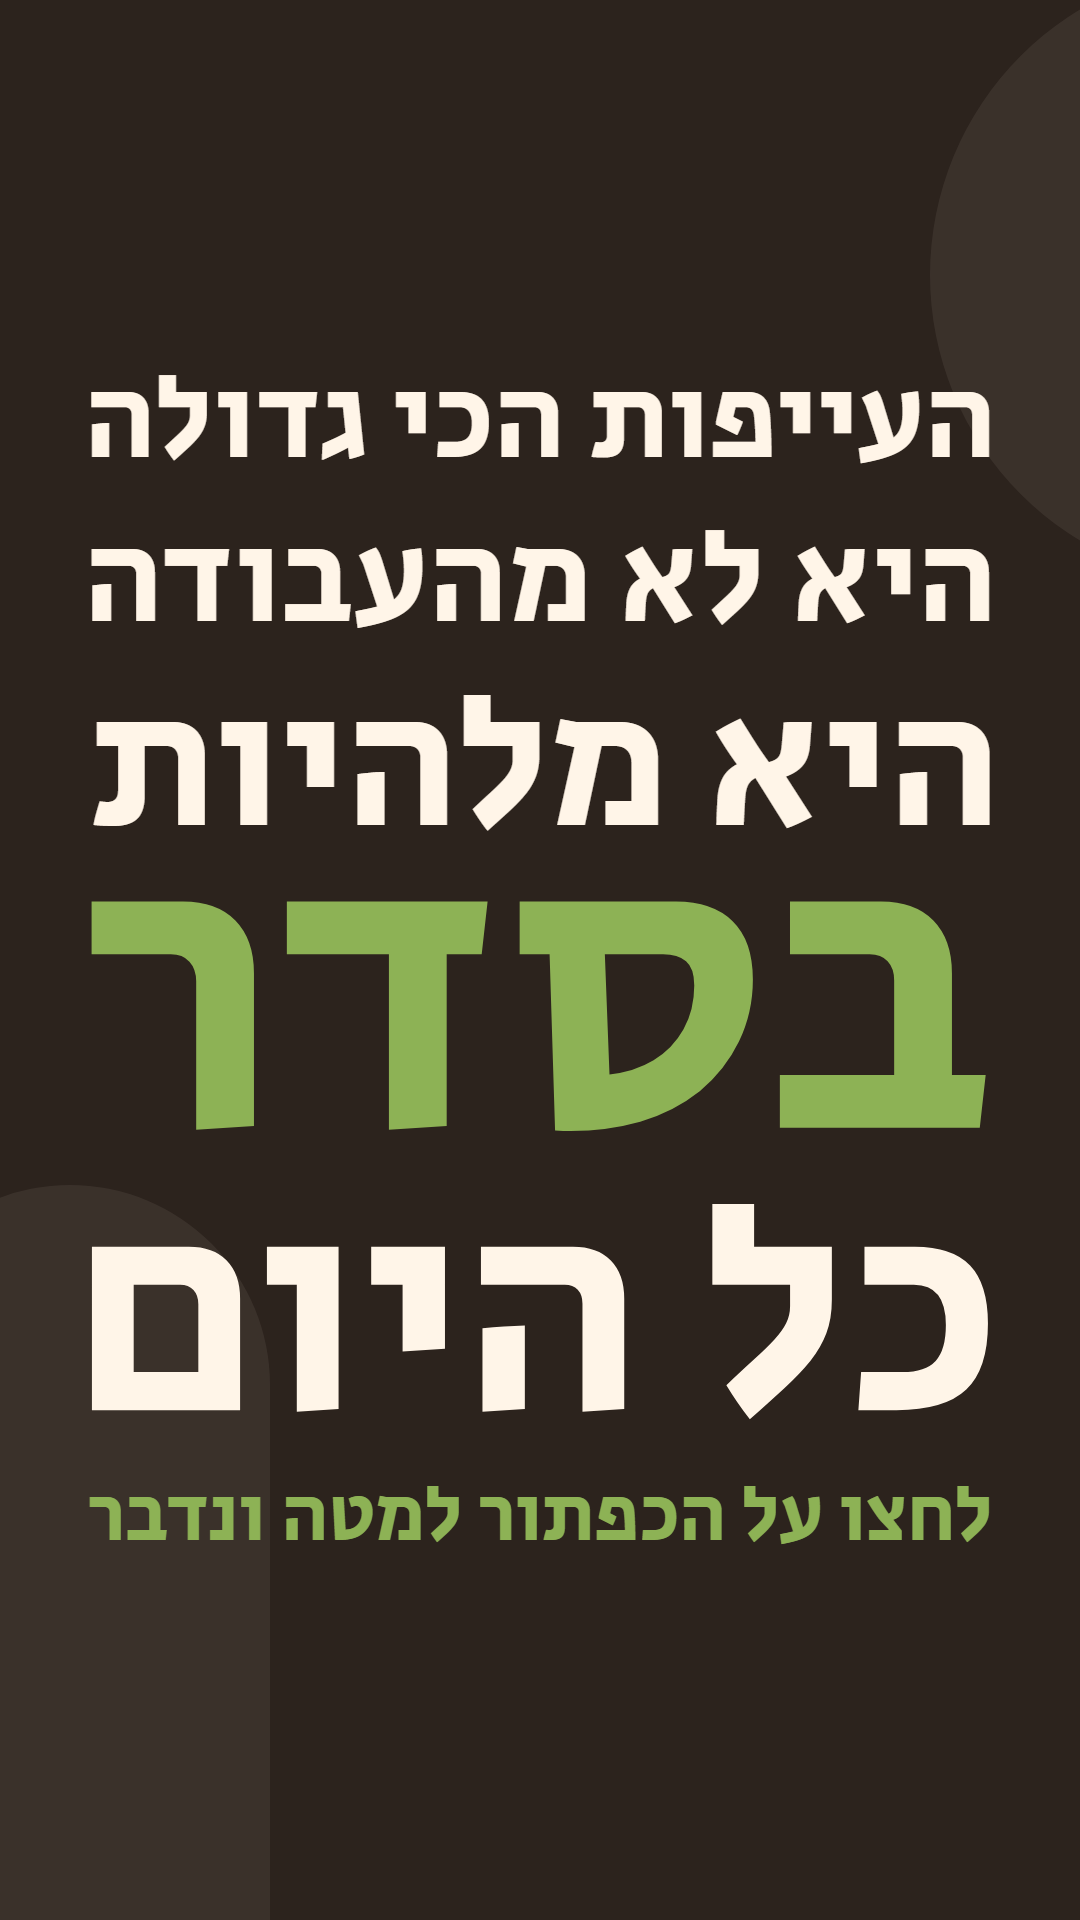 העייפות הכי גדולה
היא לא מהעבודה
היא מלהיות
בסדר
כל היום
לחצו על הכפתור למטה ונדבר